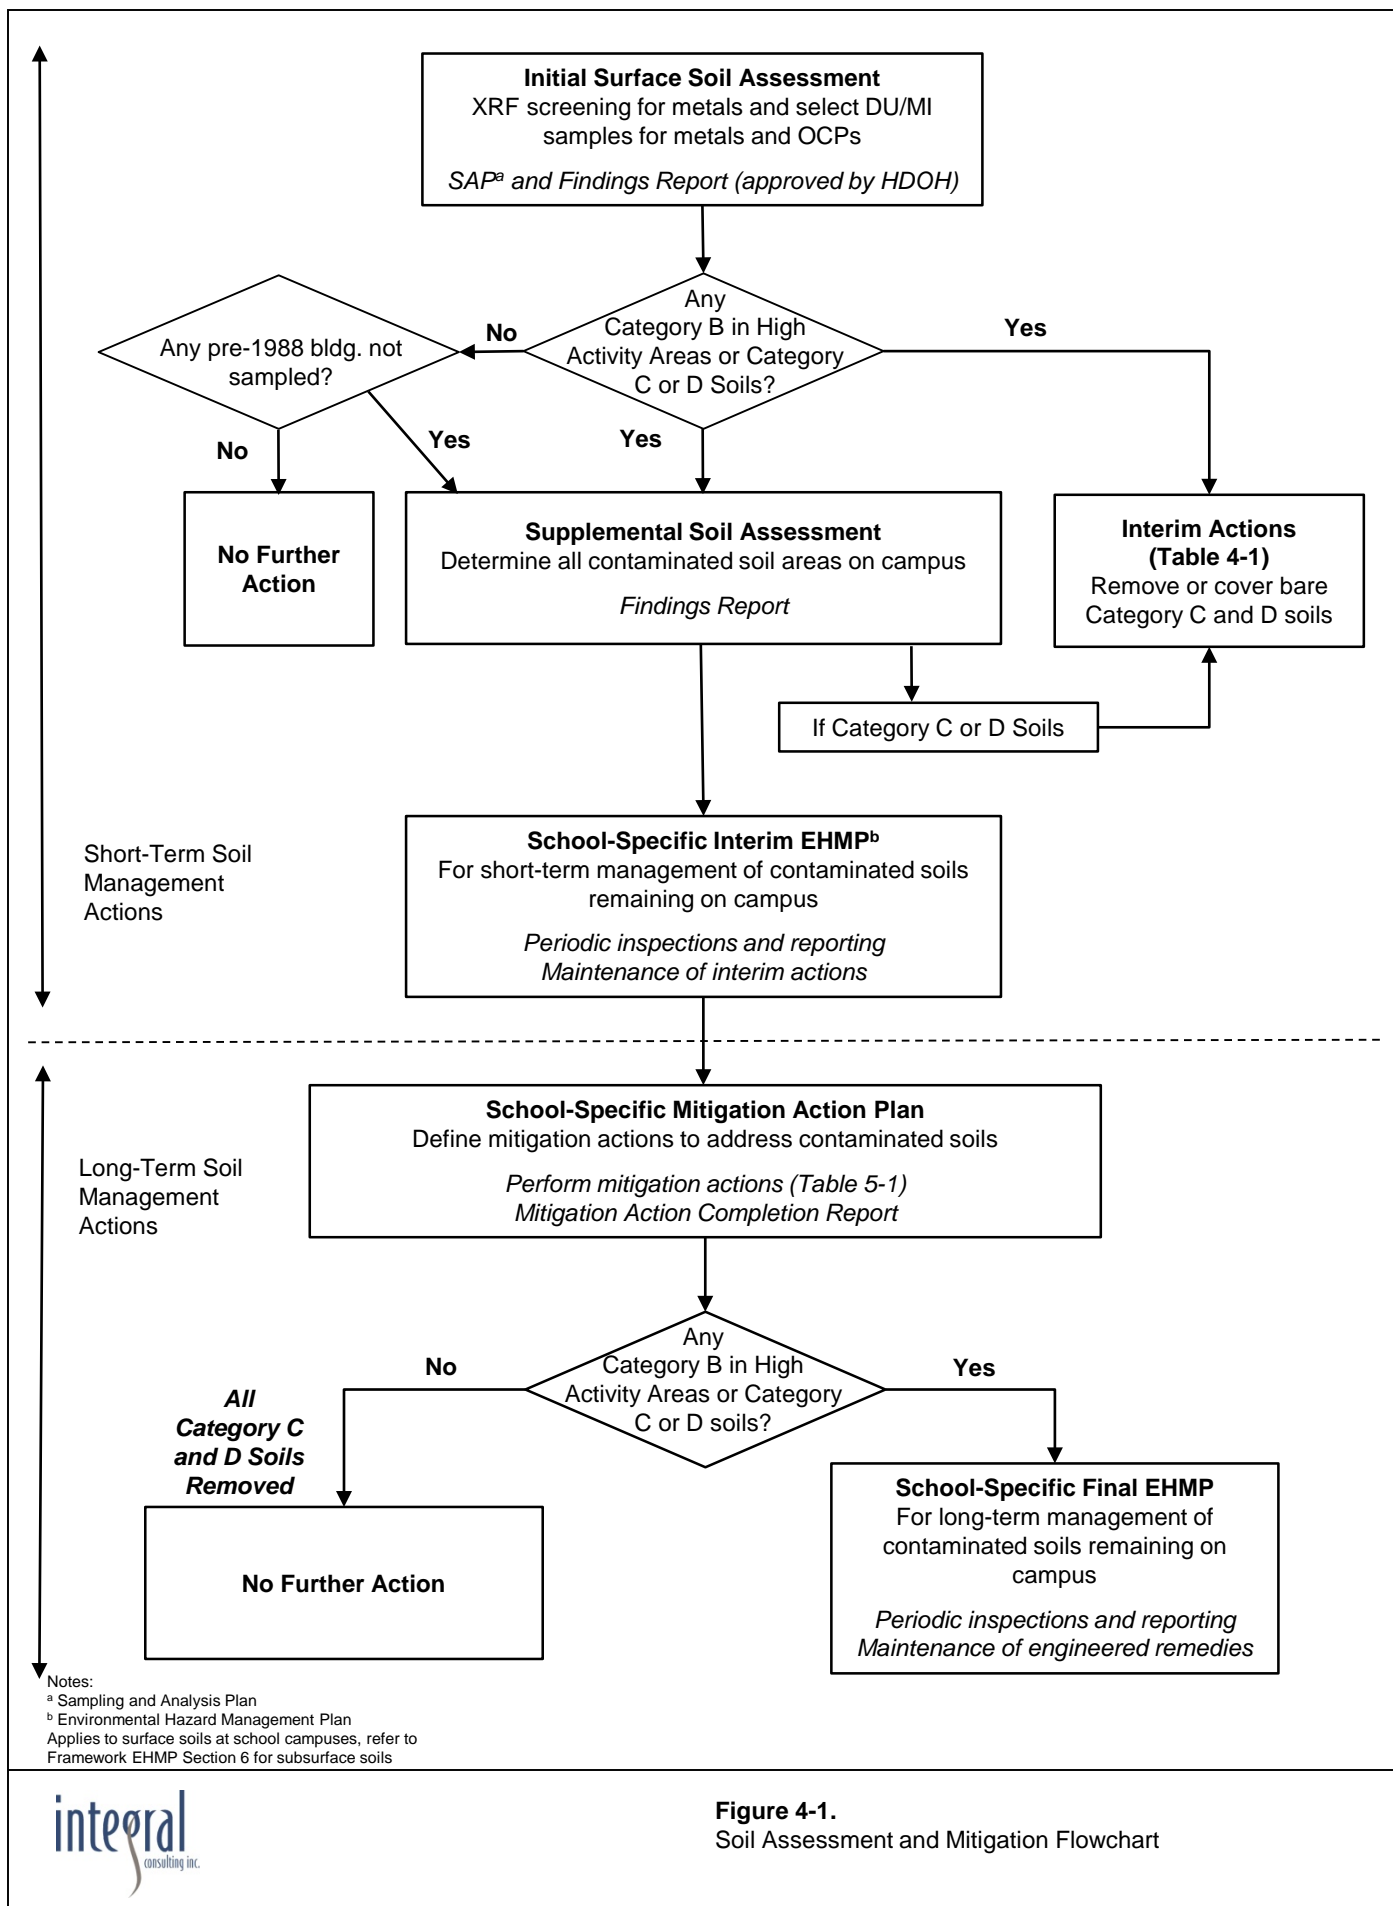 Initial Surface Soil Assessment
XRF screening for metals and select DU/MI
samples for metals and OCPs
SAPᵃ and Findings Report (approved by HDOH)
Any
Category B in High
Activity Areas or Category
C or D Soils?
No
Yes
Any pre-1988 bldg. not
sampled?
No
Yes
Yes
No Further
Action
Supplemental Soil Assessment
Determine all contaminated soil areas on campus
Findings Report
Interim Actions
(Table 4-1)
Remove or cover bare
Category C and D soils
If Category C or D Soils
Short-Term Soil
Management
Actions
School-Specific Interim EHMPᵇ
For short-term management of contaminated soils
remaining on campus
Periodic inspections and reporting
Maintenance of interim actions
Long-Term Soil
Management
Actions
School-Specific Mitigation Action Plan
Define mitigation actions to address contaminated soils
Perform mitigation actions (Table 5-1)
Mitigation Action Completion Report
Any
Category B in High
Activity Areas or Category
C or D soils?
No
Yes
All
Category C
and D Soils
Removed
No Further Action
School-Specific Final EHMP
For long-term management of
contaminated soils remaining on
campus
Periodic inspections and reporting
Maintenance of engineered remedies
Notes:
ᵃ Sampling and Analysis Plan
ᵇ Environmental Hazard Management Plan
Applies to surface soils at school campuses, refer to
Framework EHMP Section 6 for subsurface soils
integral
consulting inc.
Figure 4-1.
Soil Assessment and Mitigation Flowchart